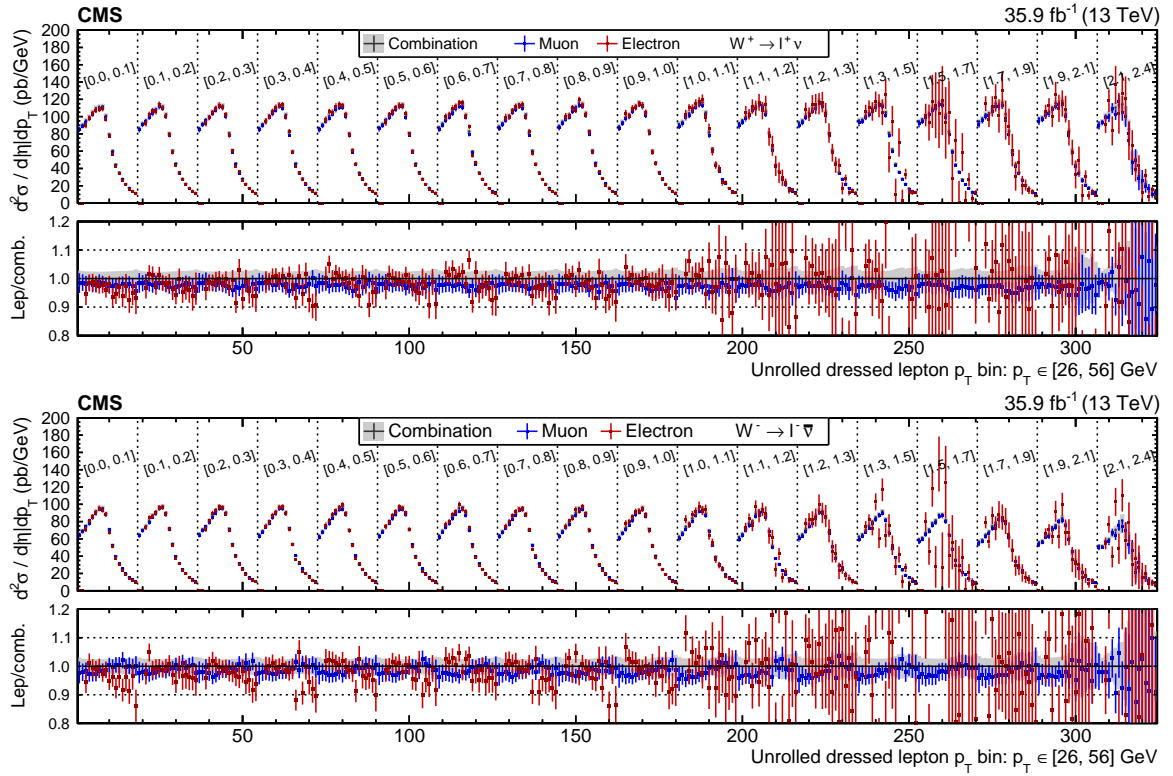 CMS 35.9 fb⁻¹ (13 TeV)
Combination Muon Electron W⁺ → l⁺ ν
[0.0, 0.1] [0.1, 0.2] [0.2, 0.3] [0.3, 0.4] [0.4, 0.5] [0.5, 0.6] [0.6, 0.7] [0.7, 0.8] [0.8, 0.9] [0.9, 1.0] [1.0, 1.1] [1.1, 1.2] [1.2, 1.3] [1.3, 1.5] [1.5, 1.7] [1.7, 1.9] [1.9, 2.1] [2.1, 2.4]
d²σ / d|η|dp_T (pb/GeV)
200
180
160
140
120
100
80
60
40
20
0
Lep/comb.
1.2
1.1
1.0
0.9
0.8
50 100 150 200 250 300
Unrolled dressed lepton p_T bin: p_T ∈ [26, 56] GeV
CMS 35.9 fb⁻¹ (13 TeV)
Combination Muon Electron W⁻ → l⁻ ν̅
[0.0, 0.1] [0.1, 0.2] [0.2, 0.3] [0.3, 0.4] [0.4, 0.5] [0.5, 0.6] [0.6, 0.7] [0.7, 0.8] [0.8, 0.9] [0.9, 1.0] [1.0, 1.1] [1.1, 1.2] [1.2, 1.3] [1.3, 1.5] [1.5, 1.7] [1.7, 1.9] [1.9, 2.1] [2.1, 2.4]
d²σ / d|η|dp_T (pb/GeV)
200
180
160
140
120
100
80
60
40
20
0
Lep/comb.
1.2
1.1
1.0
0.9
0.8
50 100 150 200 250 300
Unrolled dressed lepton p_T bin: p_T ∈ [26, 56] GeV